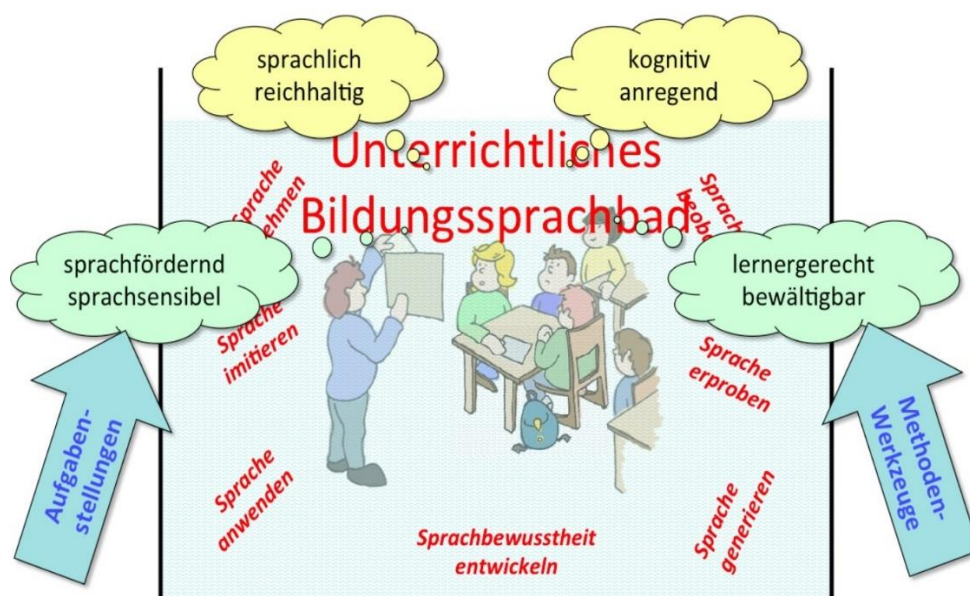 sprachlich
reichhaltig
kognitiv
anregend
Unterrichtliches
Bildungssprachbad
Sprache
sprachfördernd
sprachsensibel
lernergerecht
bewältigbar
Sprache
imitieren
Sprache
erproben
Aufgaben-
stellungen
Methoden-
Werkzeuge
Sprache
anwenden
Sprache
generieren
Sprachbewusstheit
entwickeln